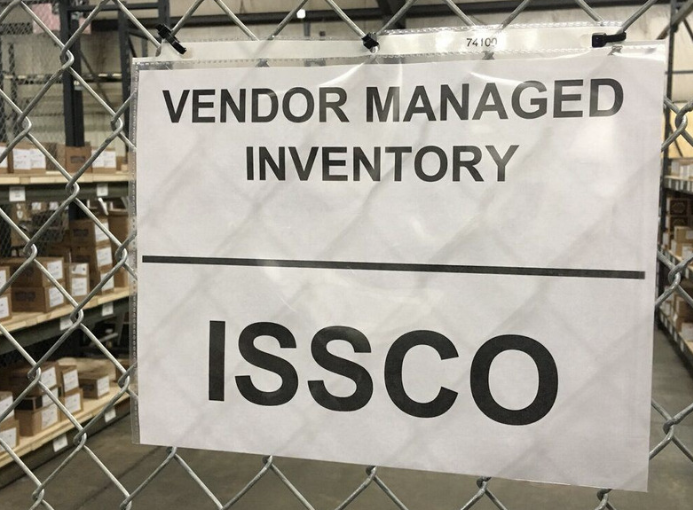 74100
VENDOR MANAGED
INVENTORY
ISSCO